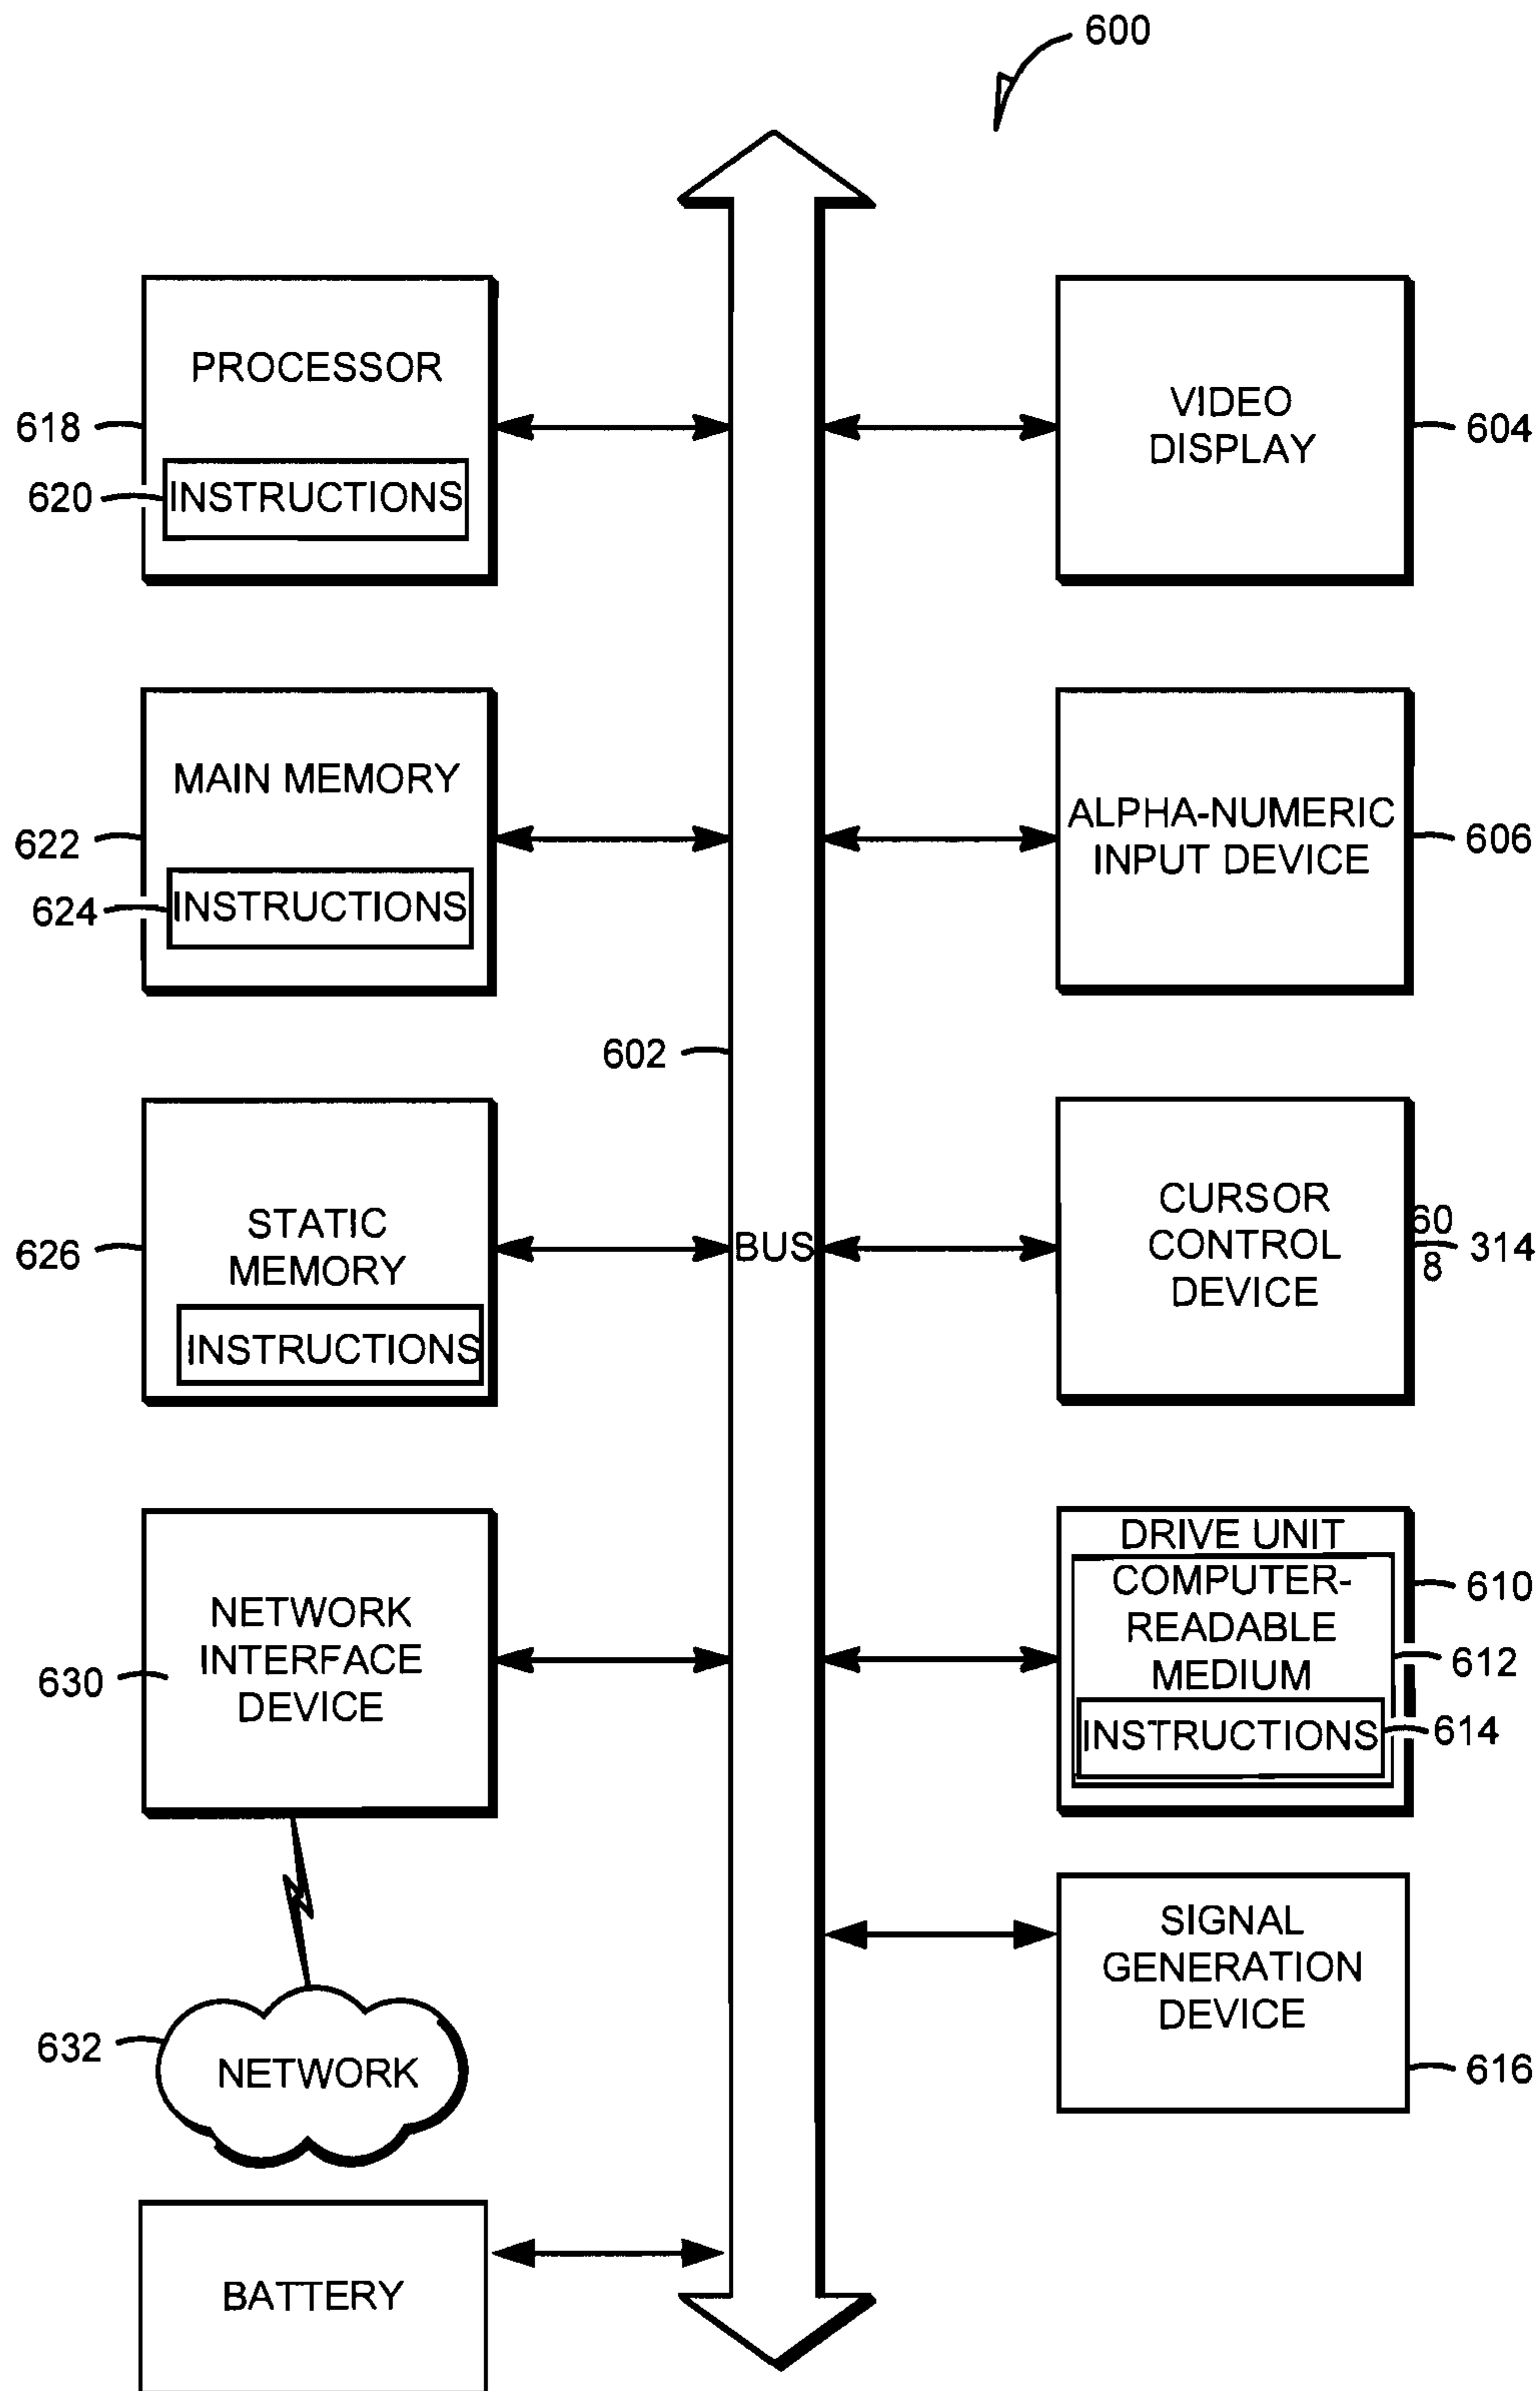 600
PROCESSOR
618
620
INSTRUCTIONS
VIDEO
DISPLAY
604
MAIN MEMORY
622
624
INSTRUCTIONS
ALPHA-NUMERIC
INPUT DEVICE
606
602
BUS
STATIC
MEMORY
626
INSTRUCTIONS
CURSOR
CONTROL
DEVICE
60
8
314
NETWORK
INTERFACE
DEVICE
630
DRIVE UNIT
COMPUTER-
READABLE
MEDIUM
INSTRUCTIONS
610
612
614
632
NETWORK
SIGNAL
GENERATION
DEVICE
616
BATTERY